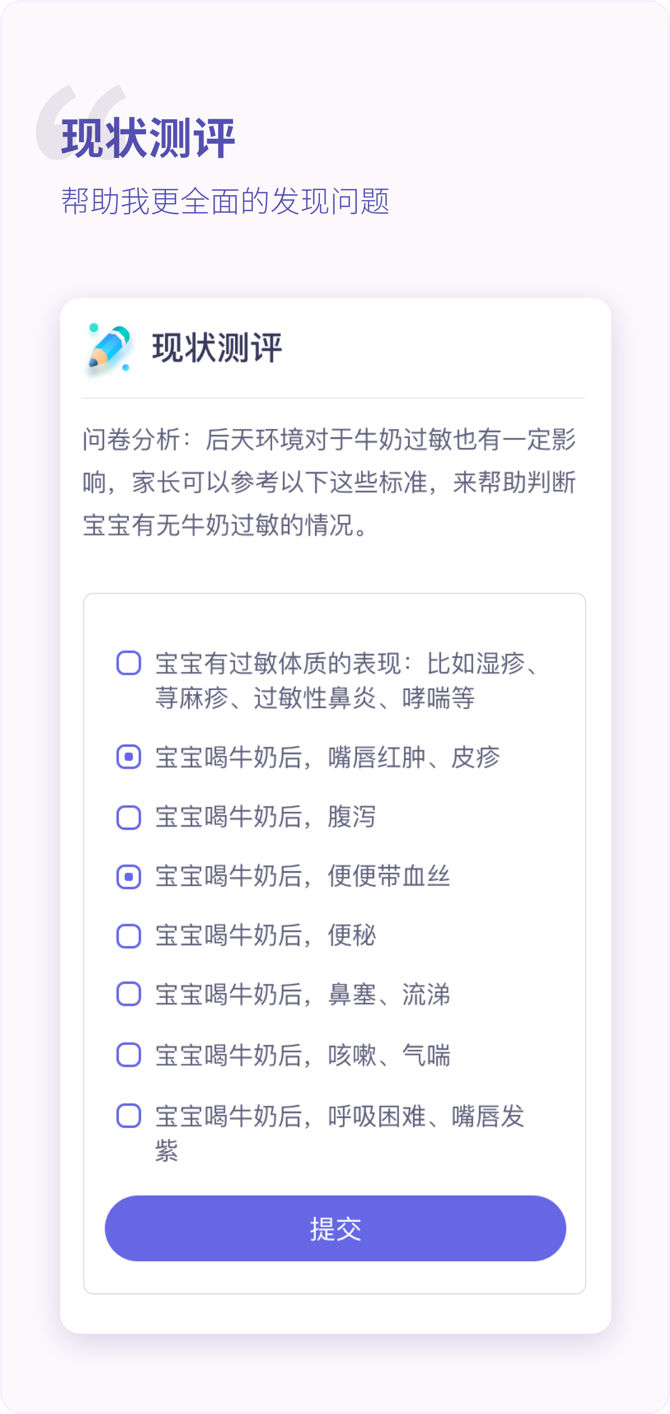 现状测评
帮助我更全面的发现问题
现状测评
问卷分析：后天环境对于牛奶过敏也有一定影
响，家长可以参考以下这些标准，来帮助判断
宝宝有无牛奶过敏的情况。
宝宝有过敏体质的表现：比如湿疹、
荨麻疹、过敏性鼻炎、哮喘等
宝宝喝牛奶后，嘴唇红肿、皮疹
宝宝喝牛奶后，腹泻
宝宝喝牛奶后，便便带血丝
宝宝喝牛奶后，便秘
宝宝喝牛奶后，鼻塞、流涕
宝宝喝牛奶后，咳嗽、气喘
宝宝喝牛奶后，呼吸困难、嘴唇发
紫
提交